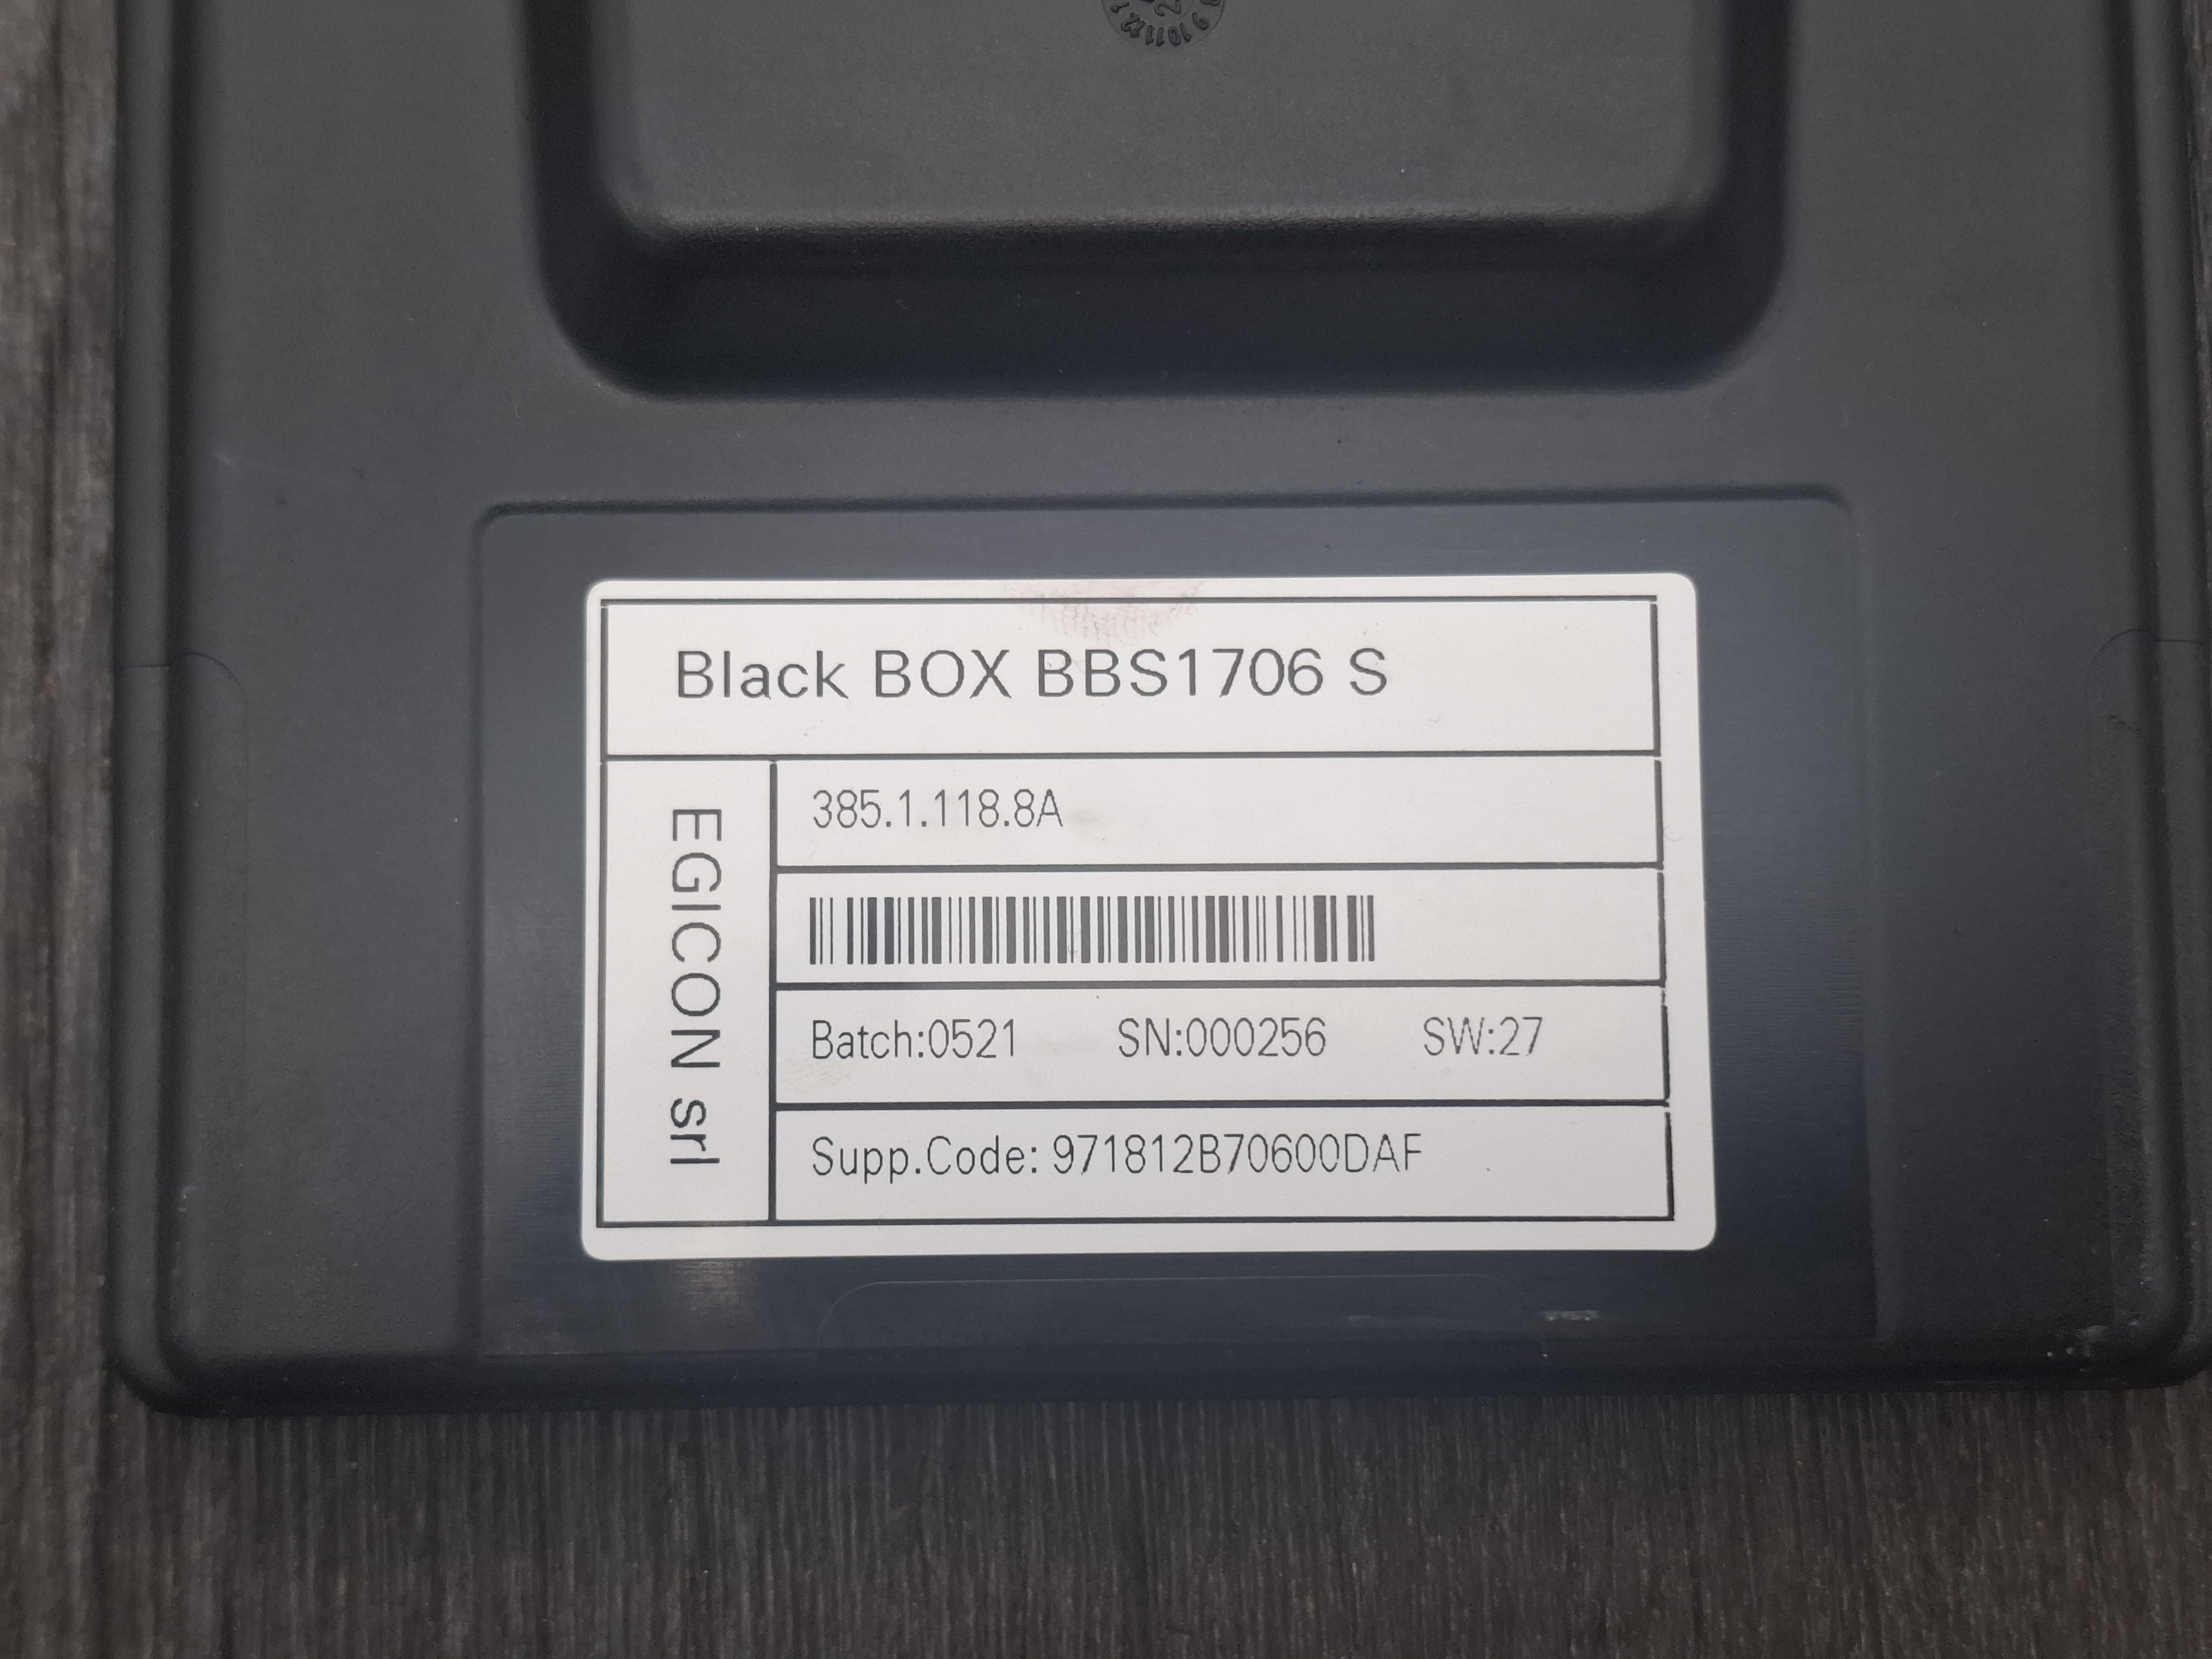 Black BOX BBS1706 S
EGICON srl
385.1.118.8A
Batch:0521 SN:000256 SW:27
Supp.Code: 971812B70600DAF